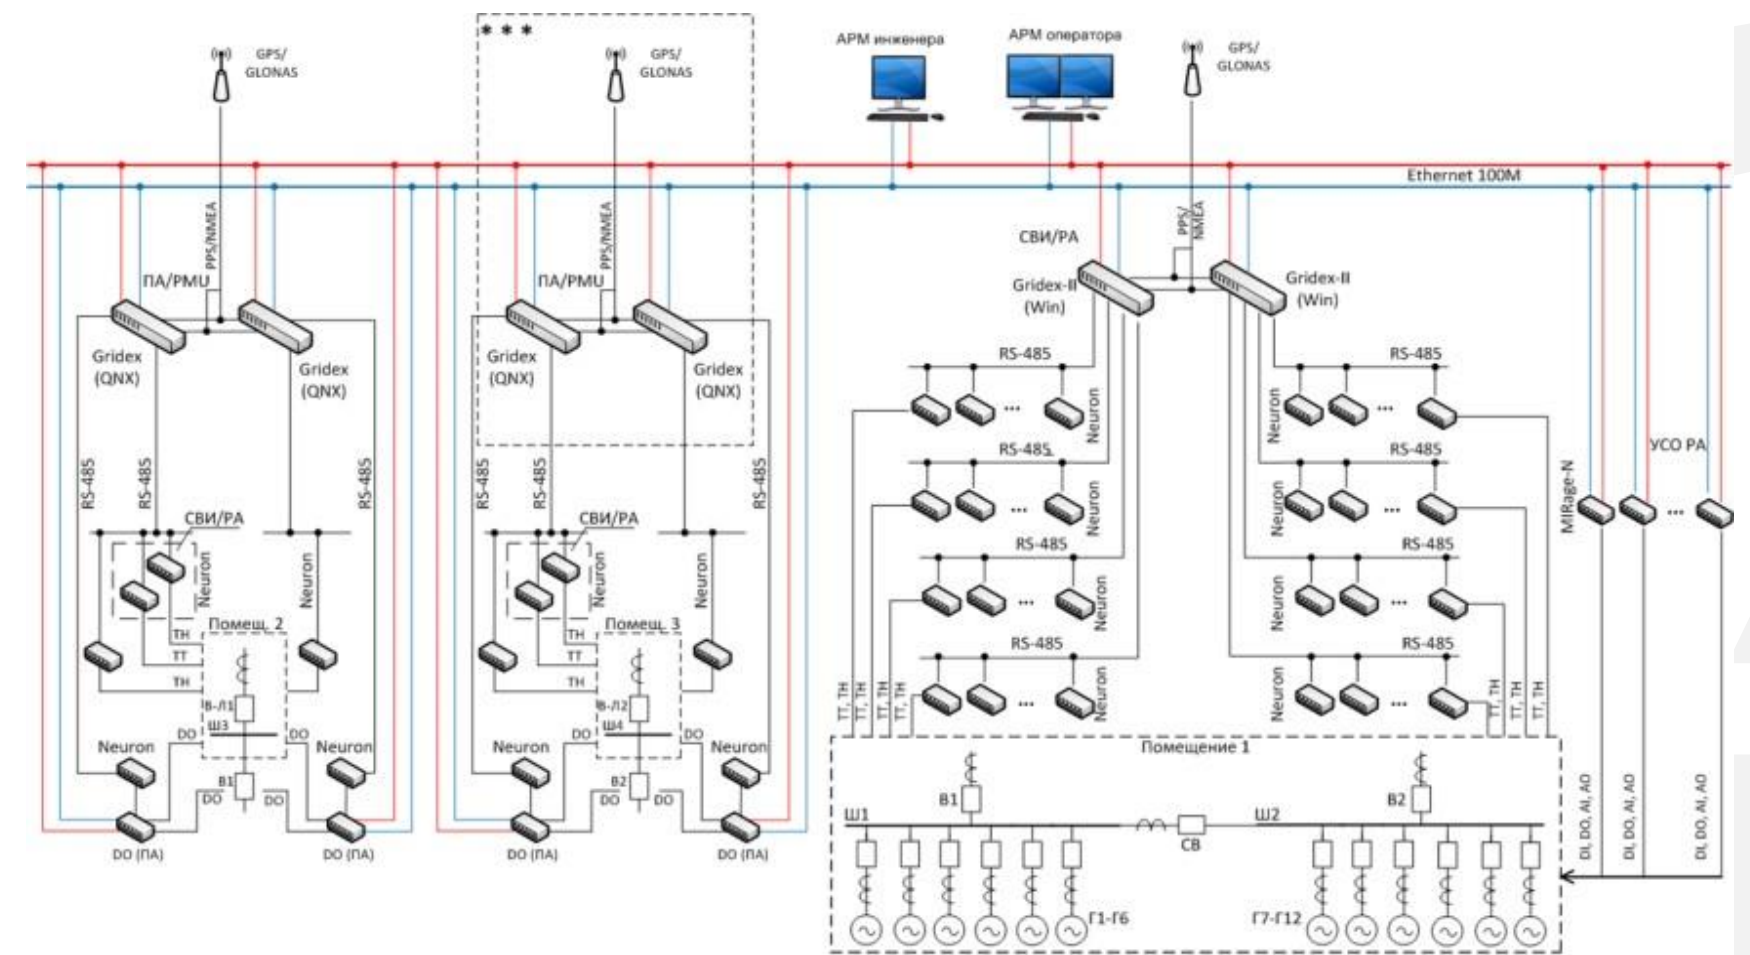 * * *
GPS/
GLONAS
GPS/
GLONAS
АРМ инженера
АРМ оператора
GPS/
GLONAS
Ethernet 100M
PPS/NMEA
PPS/NMEA
PPS/
NMEA
ПА/PMU
ПА/PMU
СВИ/РА
Gridex
(QNX)
Gridex
(QNX)
Gridex
(QNX)
Gridex
(QNX)
Gridex-II
(Win)
Gridex-II
(Win)
RS-485
RS-485
RS-485
RS-485
RS-485
RS-485
СВИ/РА
Neuron
Neuron
СВИ/РА
Neuron
Neuron
RS-485
...
Neuron
RS-485
...
Neuron
RS-485
...
Neuron
RS-485
...
Neuron
RS-485
...
Neuron
RS-485
...
Neuron
RS-485
...
Neuron
RS-485
...
Neuron
УСО РА
MIRage-N
...
Помещ. 2
ТН
ТТ
ТН
В-Л1
Ш3
DO
DO
Neuron
Neuron
В1
DO
DO
DO (ПА)
DO (ПА)
Помещ. 3
ТН
ТТ
ТН
В-Л2
Ш4
DO
DO
Neuron
Neuron
В2
DO
DO
DO (ПА)
DO (ПА)
ТТ, ТН
ТТ, ТН
ТТ, ТН
ТТ, ТН
ТТ, ТН
ТТ, ТН
ТТ, ТН
Помещение 1
В1
В2
Ш1
Ш2
СВ
Г1-Г6
Г7-Г12
DI, DO, AI, AO
DI, DO, AI, AO
DI, DO, AI, AO